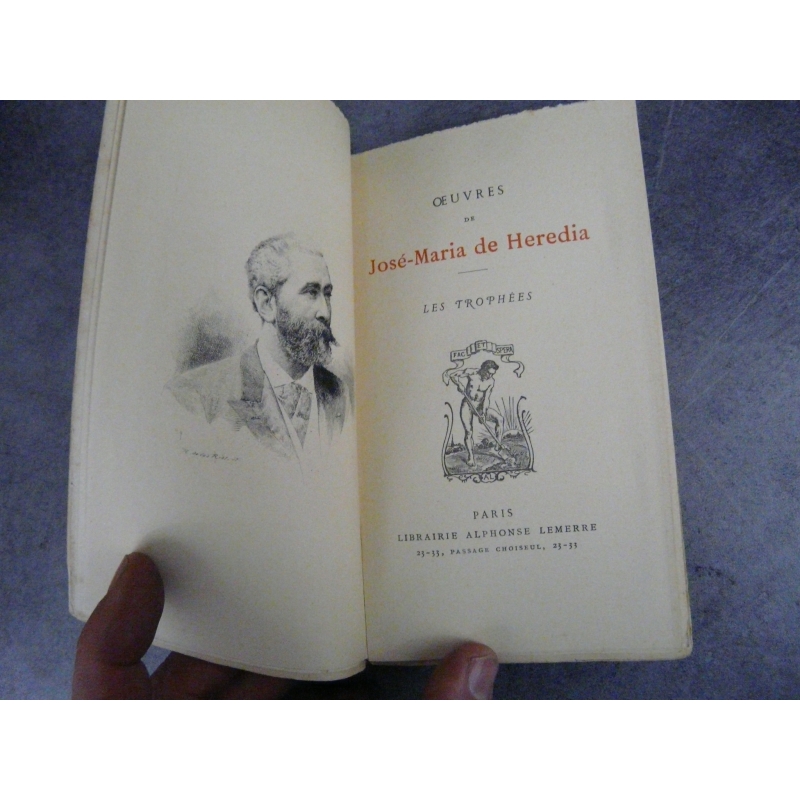 ŒUVRES
DE
José-Maria de Heredia
LES TROPHÉES
FAC ET SPERA
AL
PARIS
LIBRAIRIE ALPHONSE LEMERRE
23-33, PASSAGE CHOISEUL, 23-33